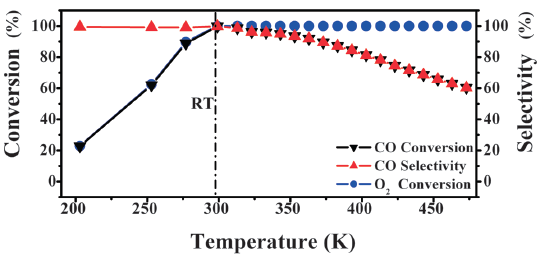 Conversion (%)
100
80
60
40
20
0
RT
CO Conversion
CO Selectivity
O2 Conversion
100
80
60
40
20
0
Selectivity (%)
200 250 300 350 400 450
Temperature (K)